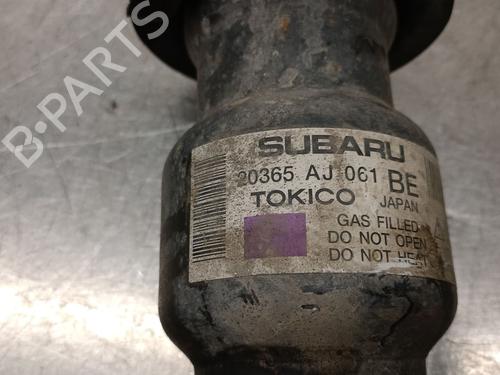 B-PARTS
SUBARU
20365 AJ 061 BE
TOKICO JAPAN
GAS FILLED
DO NOT OPEN
DO NOT HEAT